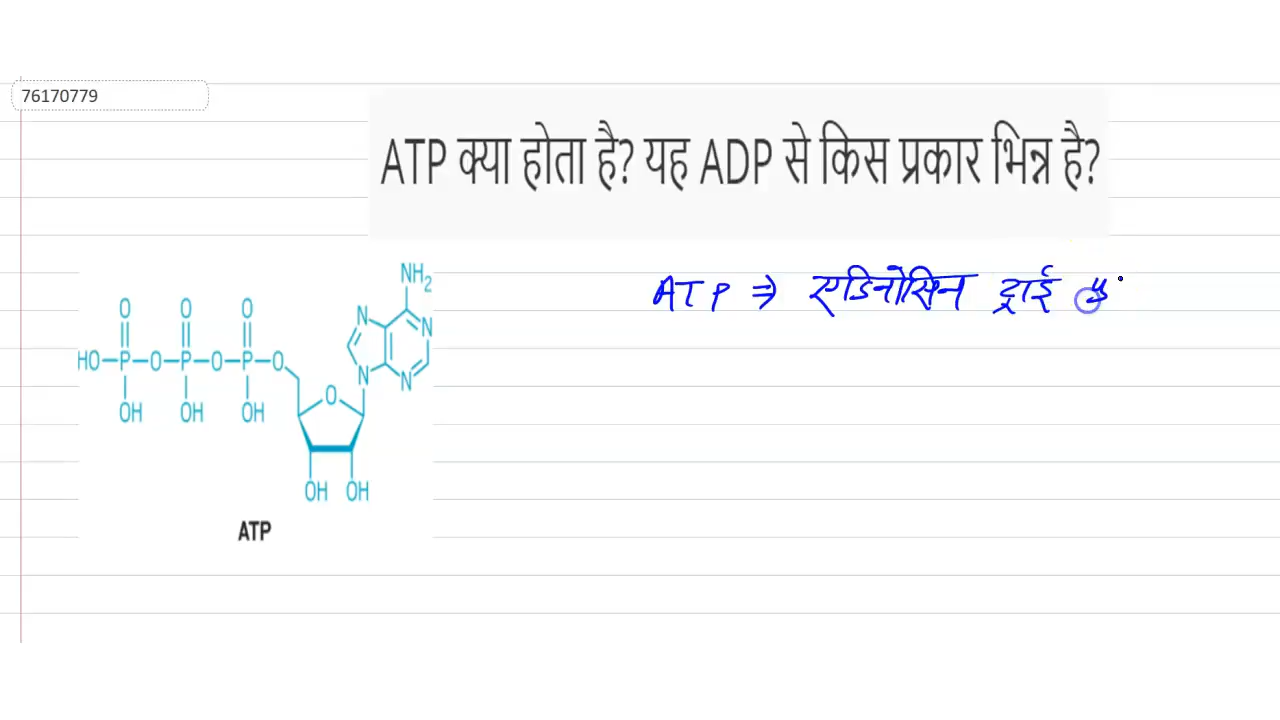 76170779
ATP क्या होता है? यह ADP से किस प्रकार भिन्न है?
ATP ⇒ एडिनोसिन ट्राई
NH2
O O O
N N
HO P O P O P O
N N
O
OH OH OH
OH OH
ATP